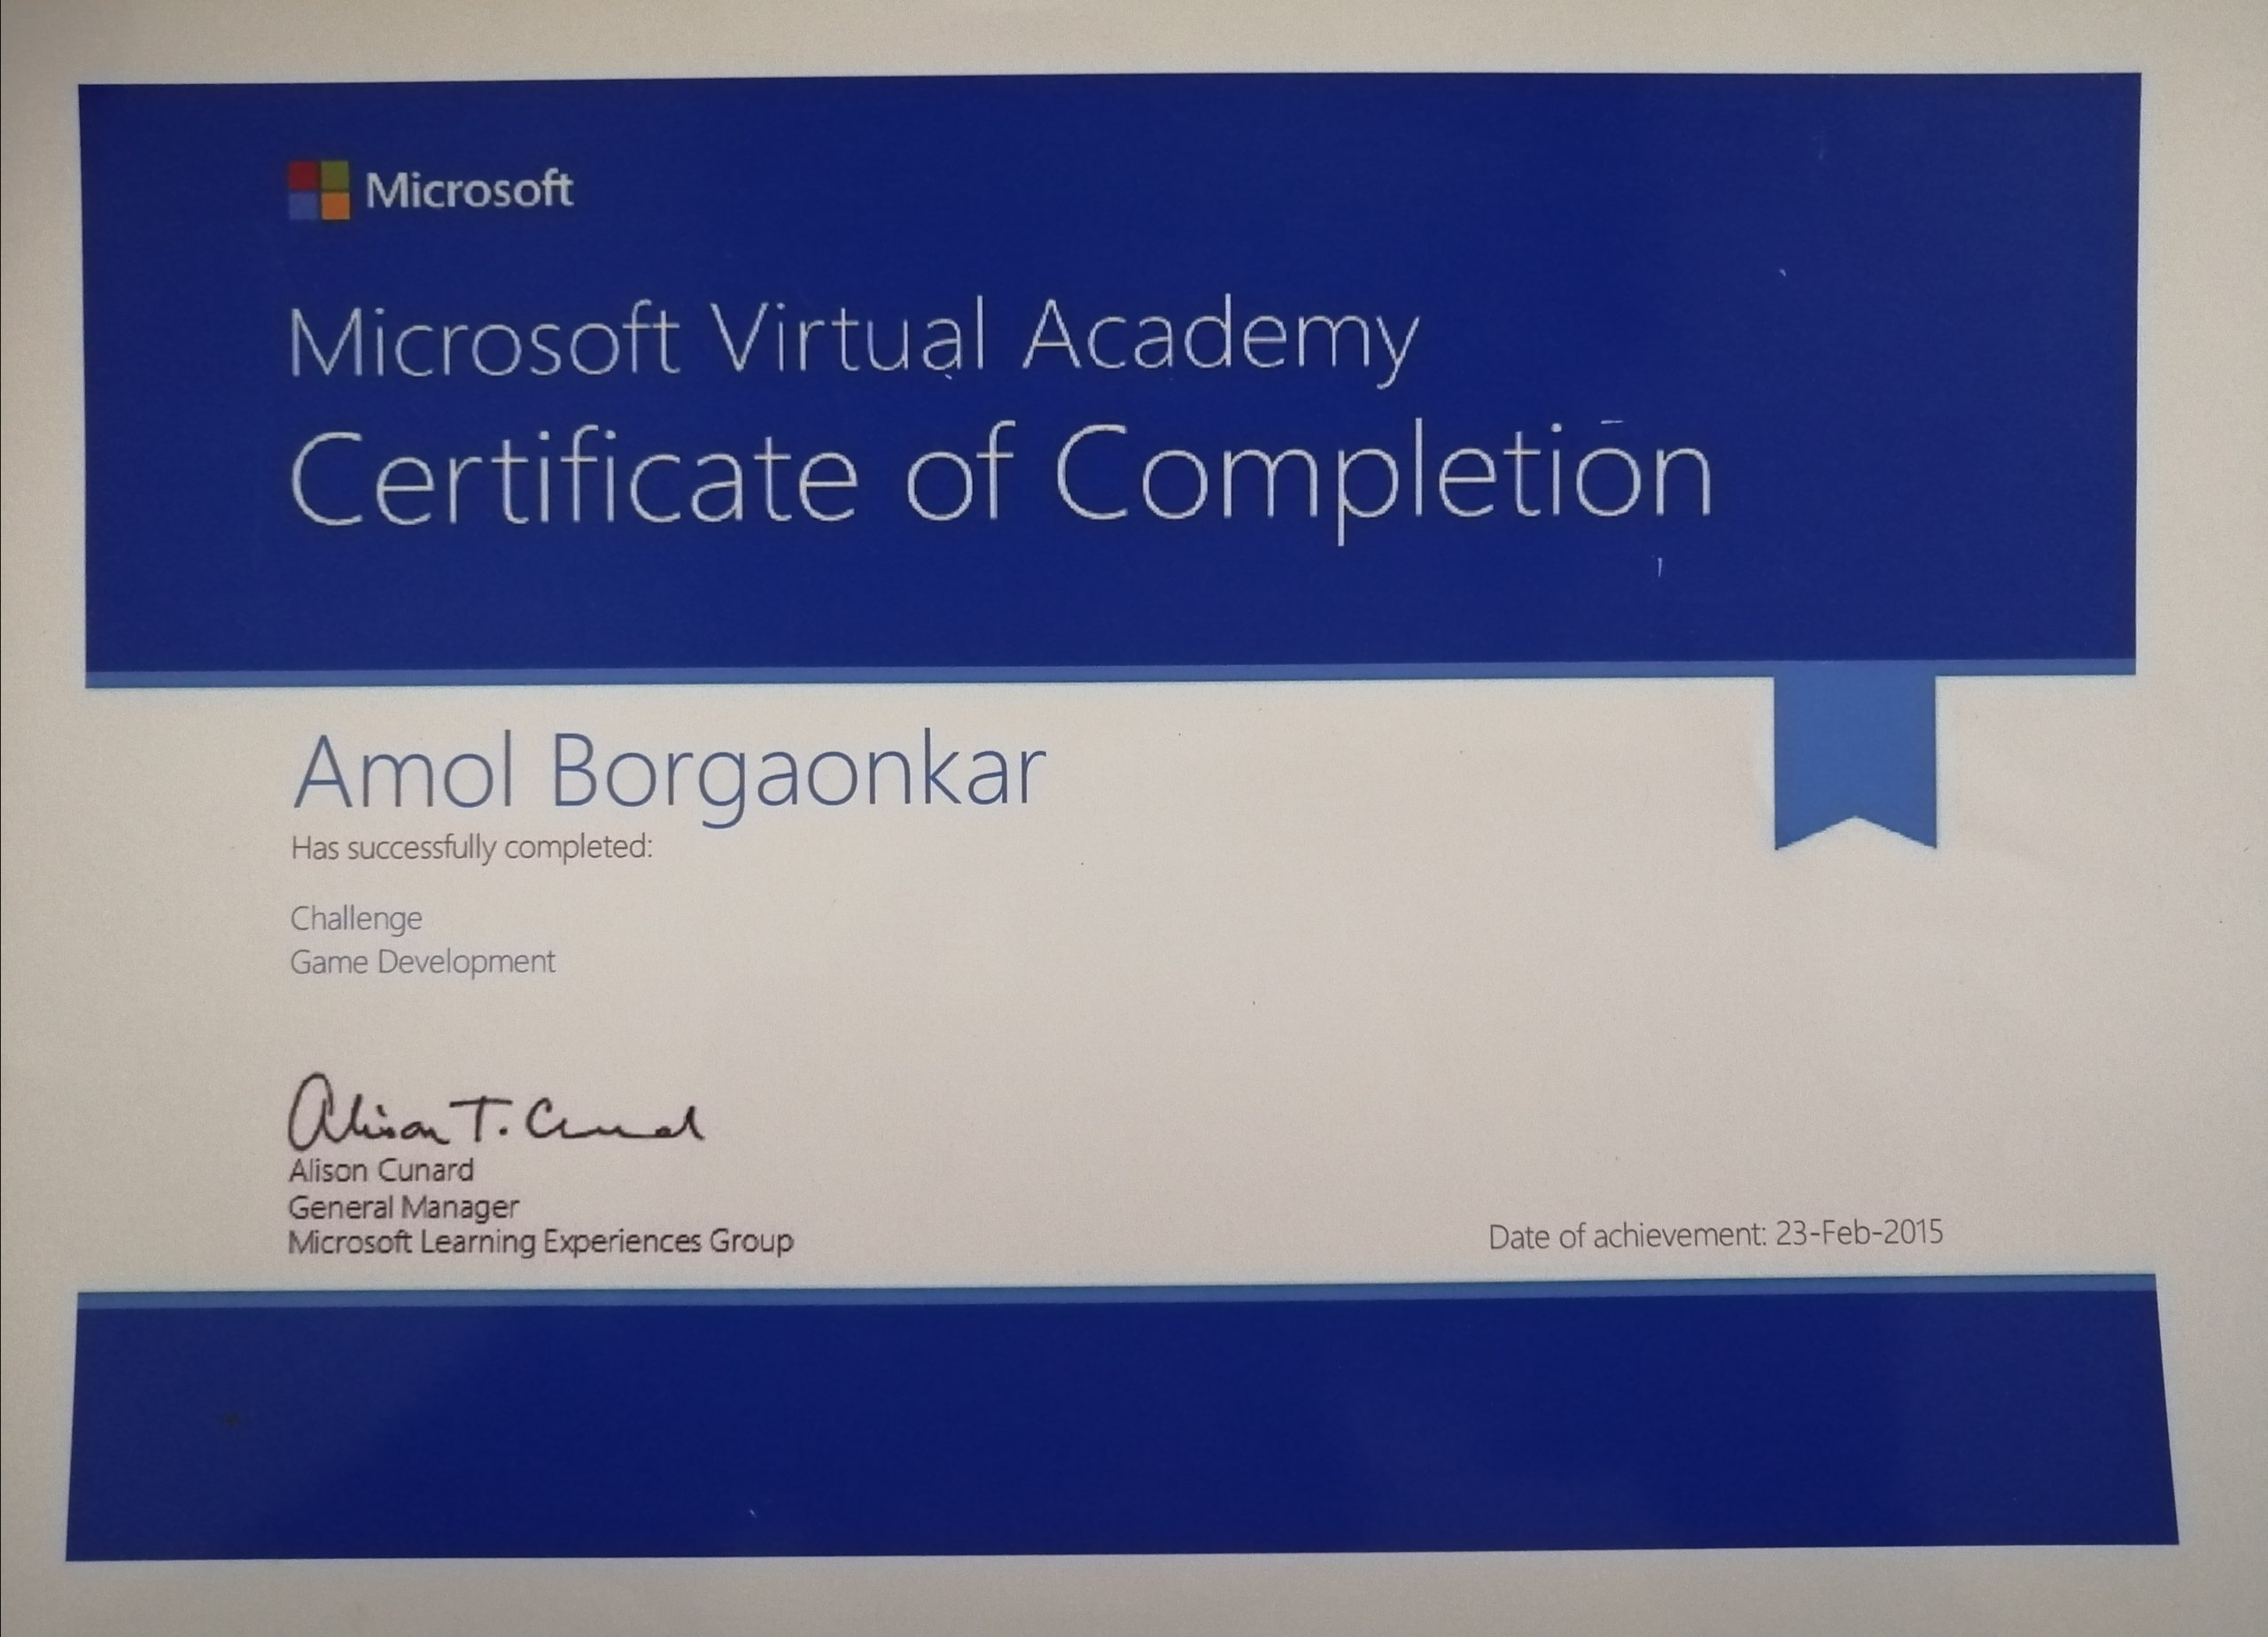 Microsoft
Microsoft Virtual Academy
Certificate of Completion
Amol Borgaonkar
Has successfully completed:
Challenge
Game Development
Alison T. Cunard
Alison Cunard
General Manager
Microsoft Learning Experiences Group
Date of achievement: 23-Feb-2015